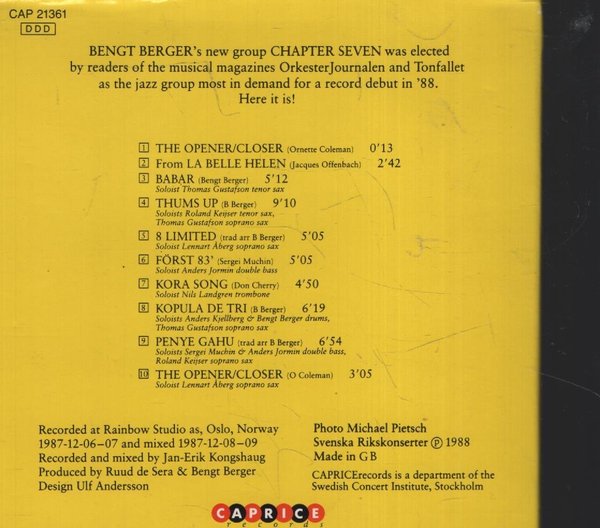 CAP 21361
DDD
BENGT BERGER's new group CHAPTER SEVEN was elected
by readers of the musical magazines OrkesterJournalen and Tonfallet
as the jazz group most in demand for a record debut in '88.
Here it is!
1 THE OPENER/CLOSER (Ornette Coleman) 0'13
2 From LA BELLE HELEN (Jacques Offenbach) 2'42
3 BABAR (Bengt Berger) 5'12
Soloist Thomas Gustafson tenor sax
4 THUMS UP (B Berger) 9'10
Soloists Roland Keijser tenor sax,
Thomas Gustafson soprano sax
5 8 LIMITED (trad arr B Berger) 5'05
Soloist Lennart Åberg soprano sax
6 FÖRST 83' (Sergei Muchin) 5'05
Soloist Anders Jormin double bass
7 KORA SONG (Don Cherry) 4'50
Soloist Nils Landgren trombone
8 KOPULA DE TRI (B Berger) 6'19
Soloists Anders Kjellberg & Bengt Berger drums,
Thomas Gustafson soprano sax
9 PENYE GAHU (trad arr B Berger) 6'54
Soloists Sergei Muchin & Anders Jormin double bass,
Roland Keijser soprano sax
10 THE OPENER/CLOSER (O Coleman) 3'05
Soloist Lennart Åberg soprano sax
Recorded at Rainbow Studio as, Oslo, Norway
1987-12-06–07 and mixed 1987-12-08–09
Recorded and mixed by Jan-Erik Kongshaug
Produced by Ruud de Sera & Bengt Berger
Design Ulf Andersson
Photo Michael Pietsch
Svenska Rikskonserter ℗ 1988
Made in G B
CAPRICErecords is a department of the
Swedish Concert Institute, Stockholm
CAPRICE
records